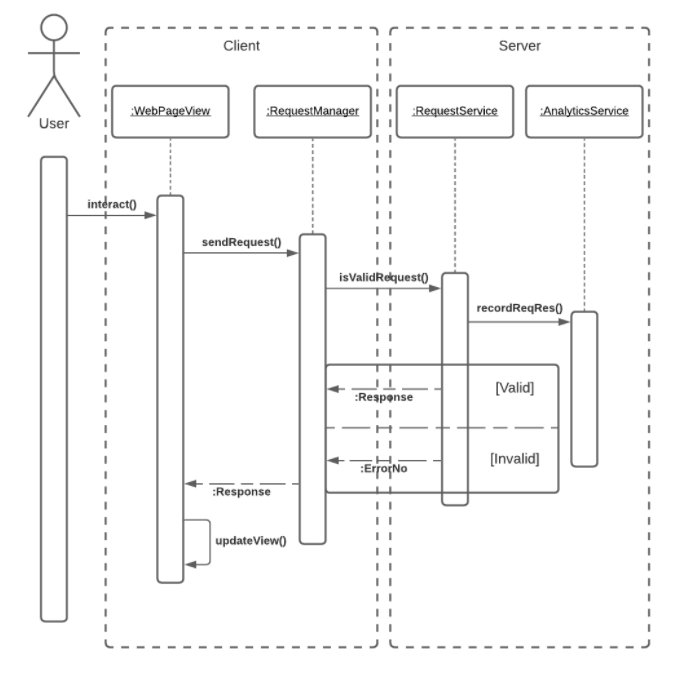 Client
Server
User
:WebPageView
:RequestManager
:RequestService
:AnalyticsService
interact()
sendRequest()
isValidRequest()
recordReqRes()
[Valid]
:Response
[Invalid]
:ErrorNo
:Response
updateView()